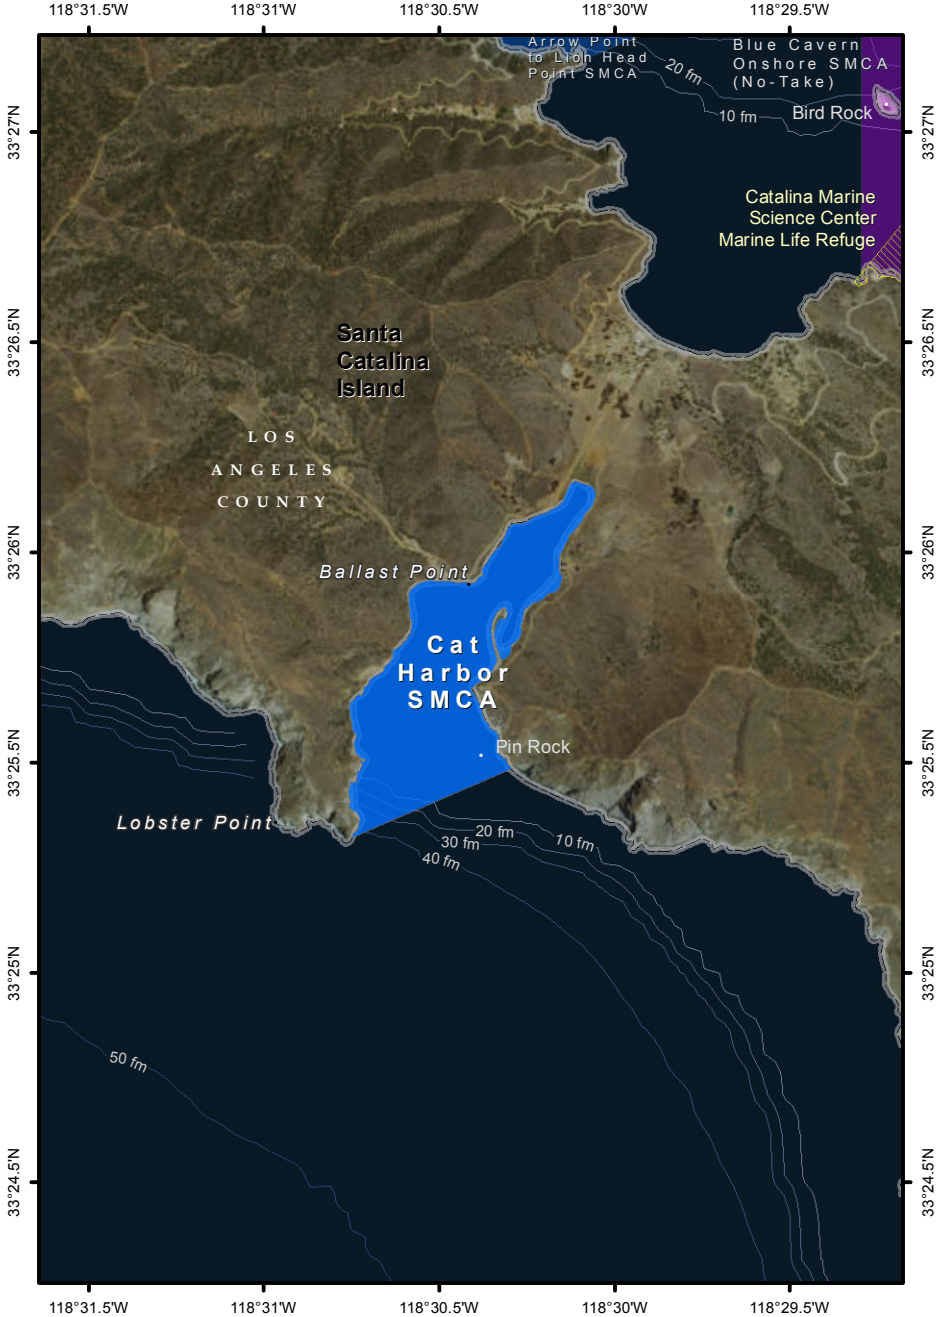 118°31.5'W
118°31'W
118°30.5'W
118°30'W
118°29.5'W
Arrow Point
to Lion Head
Point SMCA
20 fm
Blue Cavern
Onshore SMCA
(No-Take)
10 fm
Bird Rock
33°27'N
33°27'N
Catalina Marine
Science Center
Marine Life Refuge
Santa
Catalina
Island
33°26.5'N
33°26.5'N
LOS
ANGELES
COUNTY
33°26'N
33°26'N
Ballast Point
Cat
Harbor
SMCA
Pin Rock
33°25.5'N
33°25.5'N
Lobster Point
20 fm
10 fm
30 fm
40 fm
33°25'N
33°25'N
50 fm
33°24.5'N
33°24.5'N
118°31.5'W
118°31'W
118°30.5'W
118°30'W
118°29.5'W